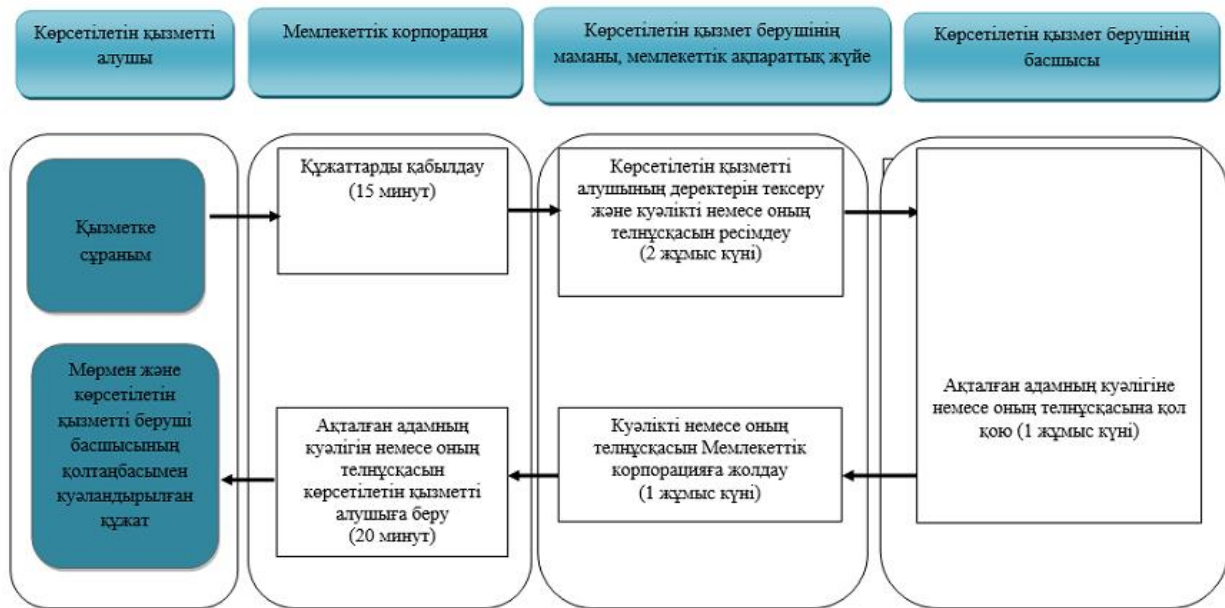 Көрсетілетін қызметті
алушы
Мемлекеттік корпорация
Көрсетілетін қызмет берушінің
маманы, мемлекеттік ақпараттық жүйе
Көрсетілетін қызмет берушінің
басшысы
Қызметке
сұраным
Құжаттарды қабылдау
(15 минут)
Көрсетілетін қызметті
алушының деректерін тексеру
және куәлікті немесе оның
телнұсқасын ресімдеу
(2 жұмыс күні)
Ақталған адамның куәлігіне
немесе оның телнұсқасына қол
қою (1 жұмыс күні)
Куәлікті немесе оның
телнұсқасын Мемлекеттік
корпорацияға жолдау
(1 жұмыс күні)
Ақталған адамның
куәлігін немесе оның
телнұсқасын
көрсетілетін қызметті
алушыға беру
(20 минут)
Мөрмен және
көрсетілетін
қызметті беруші
басшысының
қолтаңбасымен
куәландырылған
құжат